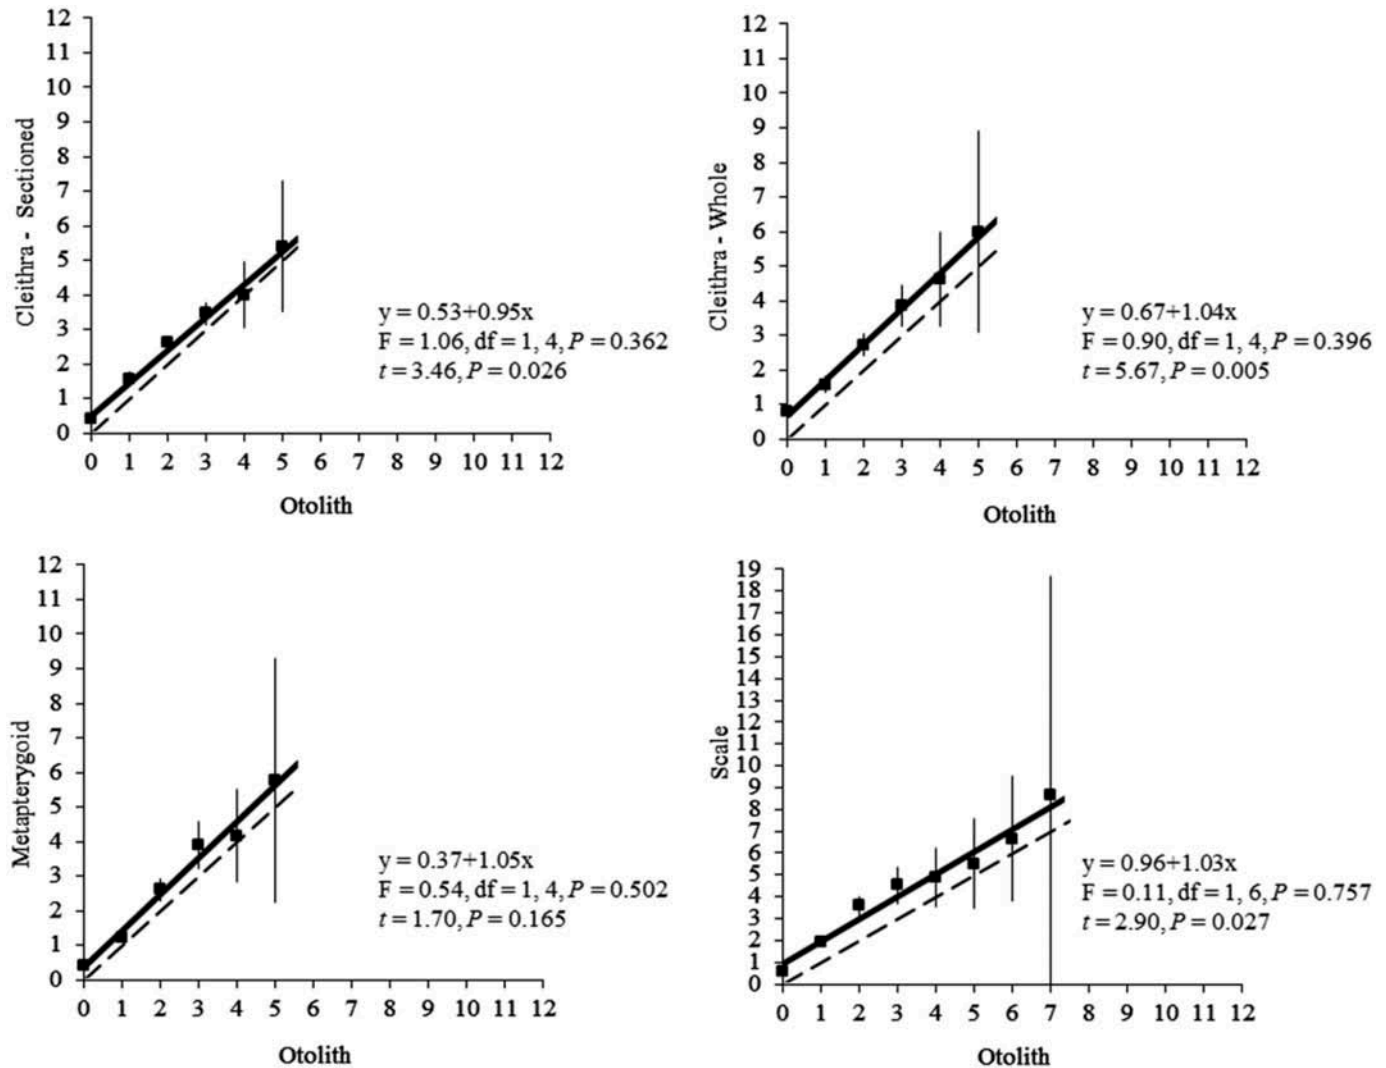 12
11
10
9
8
7
6
5
4
3
2
1
0
Cleithra - Sectioned
y = 0.53+0.95x
F = 1.06, df = 1, 4, P = 0.362
t = 3.46, P = 0.026
0 1 2 3 4 5 6 7 8 9 10 11 12
Otolith
12
11
10
9
8
7
6
5
4
3
2
1
0
Cleithra - Whole
y = 0.67+1.04x
F = 0.90, df = 1, 4, P = 0.396
t = 5.67, P = 0.005
0 1 2 3 4 5 6 7 8 9 10 11 12
Otolith
12
11
10
9
8
7
6
5
4
3
2
1
0
Metapterygoid
y = 0.37+1.05x
F = 0.54, df = 1, 4, P = 0.502
t = 1.70, P = 0.165
0 1 2 3 4 5 6 7 8 9 10 11 12
Otolith
19
18
17
16
15
14
13
12
11
10
9
8
7
6
5
4
3
2
1
0
Scale
y = 0.96+1.03x
F = 0.11, df = 1, 6, P = 0.757
t = 2.90, P = 0.027
0 1 2 3 4 5 6 7 8 9 10 11 12
Otolith